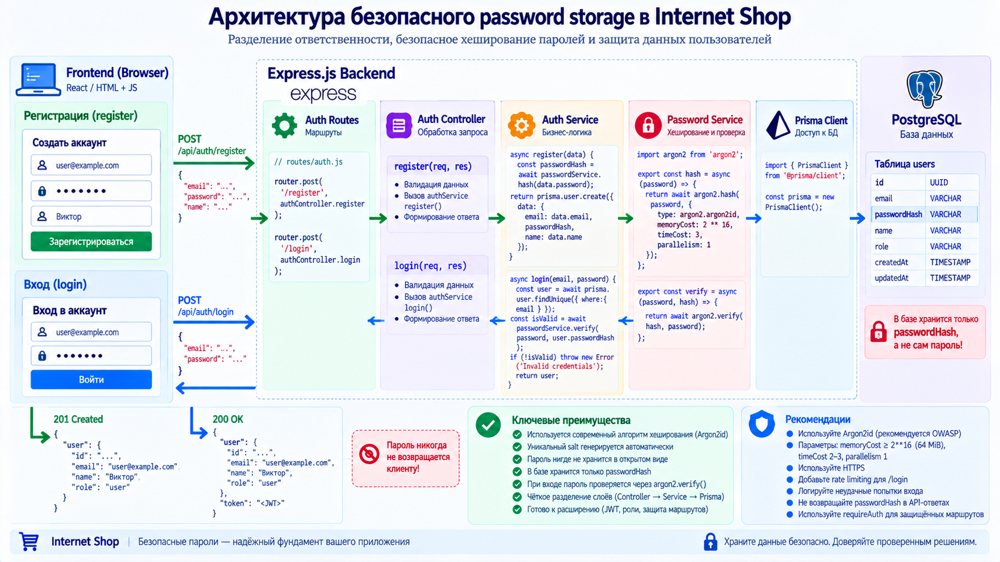 Архитектура безопасного password storage в Internet Shop
Разделение ответственности, безопасное хеширование паролей и защита данных пользователей
Frontend (Browser)
React / HTML + JS
Регистрация (register)
Создать аккаунт
user@example.com
•••••••
Виктор
Зарегистрироваться
Вход (login)
Вход в аккаунт
user@example.com
•••••••
Войти
POST
/api/auth/register
{
"email": "...",
"password": "...",
"name": "..."
}
POST
/api/auth/login
{
"email": "...",
"password": "..."
}
Express.js Backend
express
Auth Routes
Маршруты
// routes/auth.js
router.post(
'/register',
authController.register
);
router.post(
'/login',
authController.login
);
Auth Controller
Обработка запроса
register(req, res)
• Валидация данных
• Вызов authService.
register()
• Формирование ответа
login(req, res)
• Валидация данных
• Вызов authService
login()
• Формирование ответа
Auth Service
Бизнес-логика
async register(data) {
const passwordHash =
await passwordService.
hash(data.password);
return prisma.user.create({
data: {
email: data.email,
passwordHash,
name: data.name
});
}
async login(email, password) {
const user = await prisma.
user.findUnique({ where:{
email } });
const isValid = await
passwordService.verify(
password, user.passwordHash
);
if (!isValid) throw new Error
('Invalid credentials');
return user;
}
Password Service
Хеширование и проверка
import argon2 from 'argon2';
export const hash = async
(password) => {
return await argon2.hash(
password, {
type: argon2.argon2id,
memoryCost: 2 ** 16,
timeCost: 3,
parallelism: 1
});
};
export const verify = async
(password, hash) => {
return await argon2.verify(
hash, password);
};
Prisma Client
Доступ к БД
import { PrismaClient }
from '@prisma/client';
const prisma = new
PrismaClient();
PostgreSQL
База данных
Таблица users
id UUID
email VARCHAR
passwordHash VARCHAR
name VARCHAR
role VARCHAR
createdAt TIMESTAMP
updatedAt TIMESTAMP
В базе хранится только
passwordHash,
а не сам пароль!
201 Created
{
"user": {
"id": "...",
"email": "user@example.com",
"name": "Виктор",
"role": "user"
}
}
200 OK
{
"user": {
"id": "...",
"email": "user@example.com",
"name": "Виктор",
"role": "user"
},
"token": "<JWT>"
}
Пароль никогда
не возвращается
клиенту!
Ключевые преимущества
Используется современный алгоритм хеширования (Argon2id)
Уникальный salt генерируется автоматически
Пароль нигде не хранится в открытом виде
В базе хранится только passwordHash
При входе пароль проверяется через argon2.verify()
Чёткое разделение слоёв (Controller → Service → Prisma)
Готово к расширению (JWT, роли, защита маршрутов)
Рекомендации
• Используйте Argon2id (рекомендуется OWASP)
• Параметры: memoryCost ≥ 2**16 (64 MiB),
timeCost 2–3, parallelism 1
• Используйте HTTPS
• Добавьте rate limiting для /login
• Логируйте неудачные попытки входа
• Не возвращайте passwordHash в API-ответах
• Используйте requireAuth для защищённых маршрутов
Internet Shop | Безопасные пароли — надёжный фундамент вашего приложения
Храните данные безопасно. Доверяйте проверенным решениям.